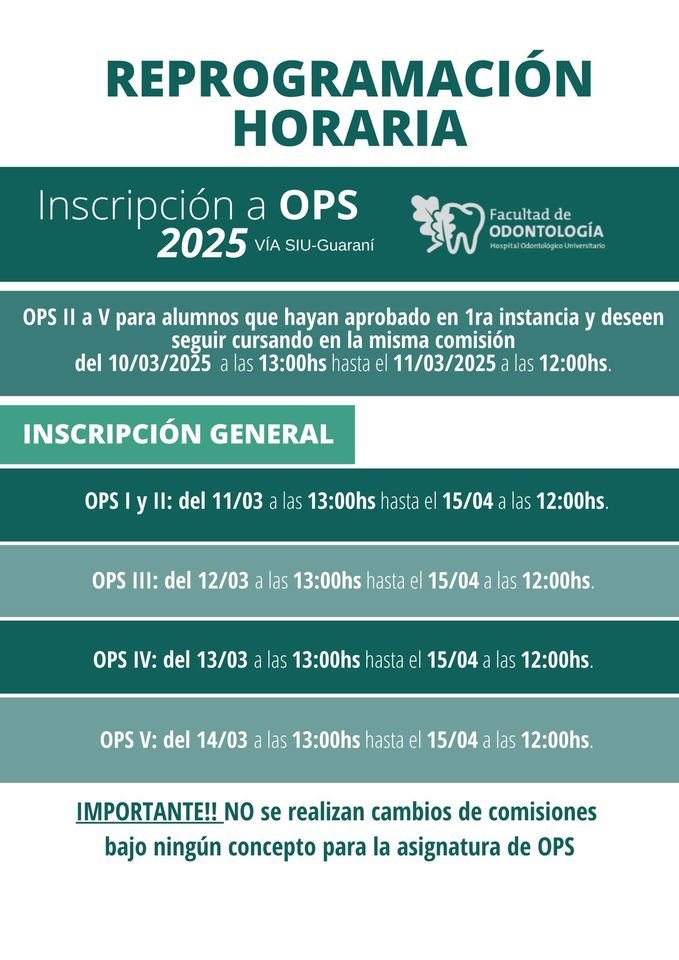 REPROGRAMACIÓN
HORARIA
Inscripción a OPS
2025 VÍA SIU-Guaraní
Facultad de
ODONTOLOGÍA
Hospital Odontológico Universitario
OPS II a V para alumnos que hayan aprobado en 1ra instancia y deseen
seguir cursando en la misma comisión
del 10/03/2025 a las 13:00hs hasta el 11/03/2025 a las 12:00hs.
INSCRIPCIÓN GENERAL
OPS I y II: del 11/03 a las 13:00hs hasta el 15/04 a las 12:00hs.
OPS III: del 12/03 a las 13:00hs hasta el 15/04 a las 12:00hs.
OPS IV: del 13/03 a las 13:00hs hasta el 15/04 a las 12:00hs.
OPS V: del 14/03 a las 13:00hs hasta el 15/04 a las 12:00hs.
IMPORTANTE!! NO se realizan cambios de comisiones
bajo ningún concepto para la asignatura de OPS